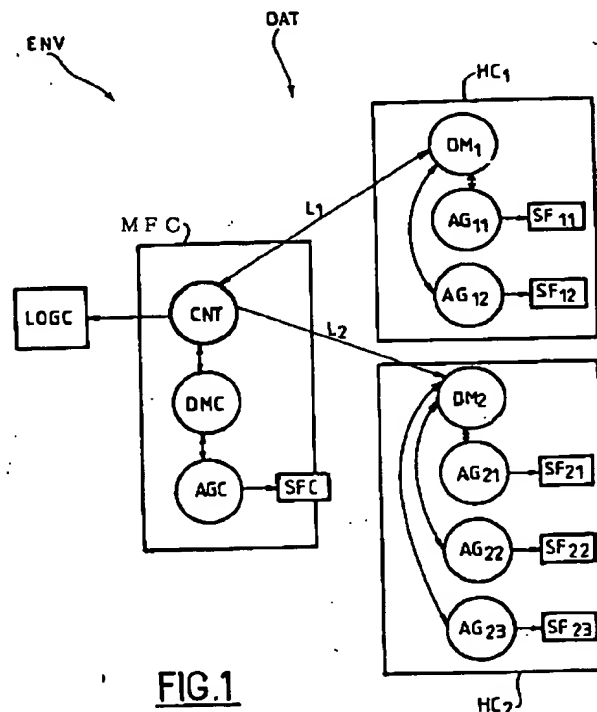 ENV
DAT
HC1
DM1
L1
AG11
SF11
MFC
AG12
SF12
LOGC
CNT
L2
DM2
DMC
AG21
SF21
AGC
SFC
AG22
SF22
AG23
SF23
FIG.1
HC2